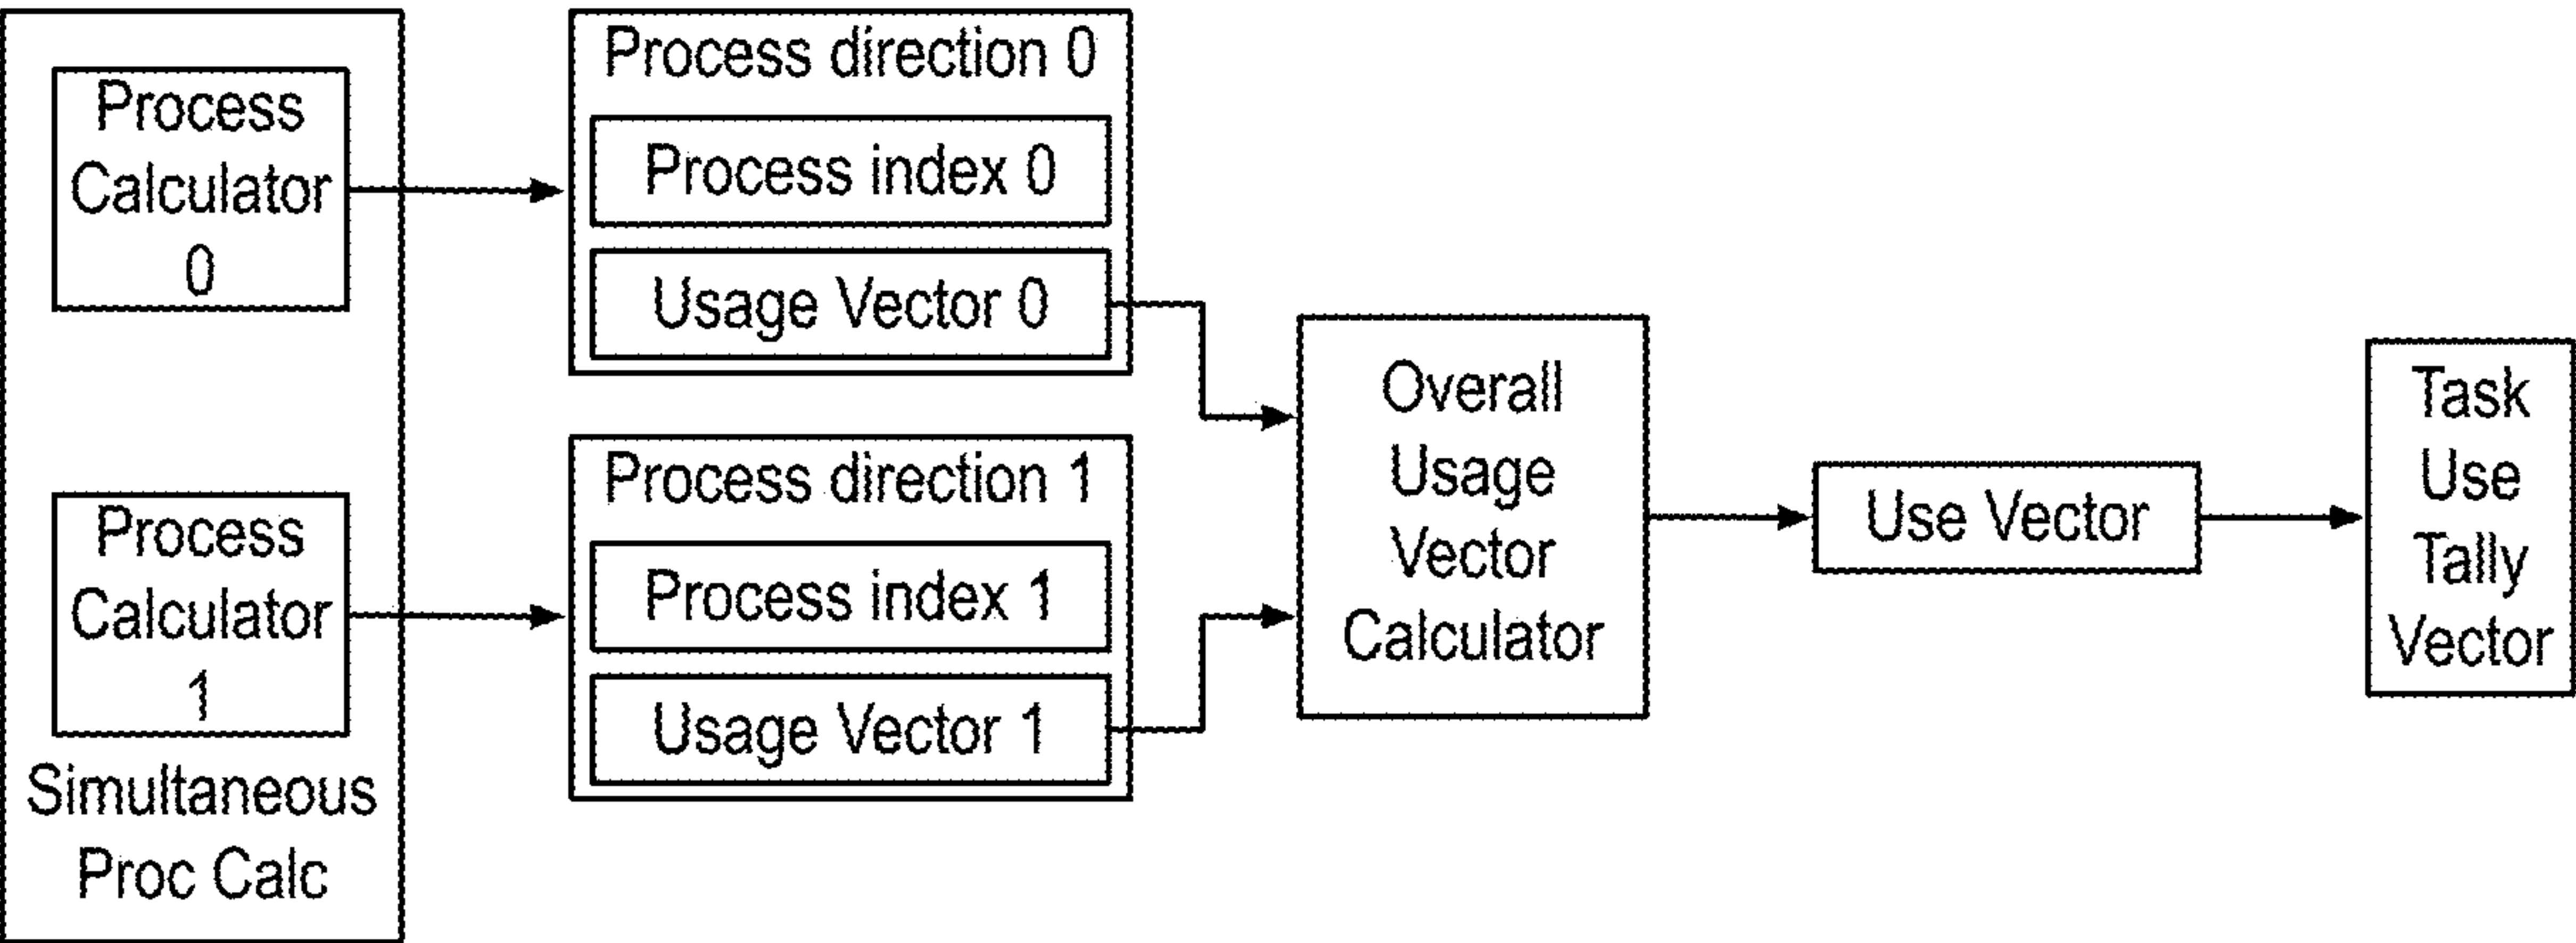 Process
Calculator
0
Process
Calculator
1
Simultaneous
Proc Calc
Process direction 0
Process index 0
Usage Vector 0
Process direction 1
Process index 1
Usage Vector 1
Overall
Usage
Vector
Calculator
Use Vector
Task
Use
Tally
Vector